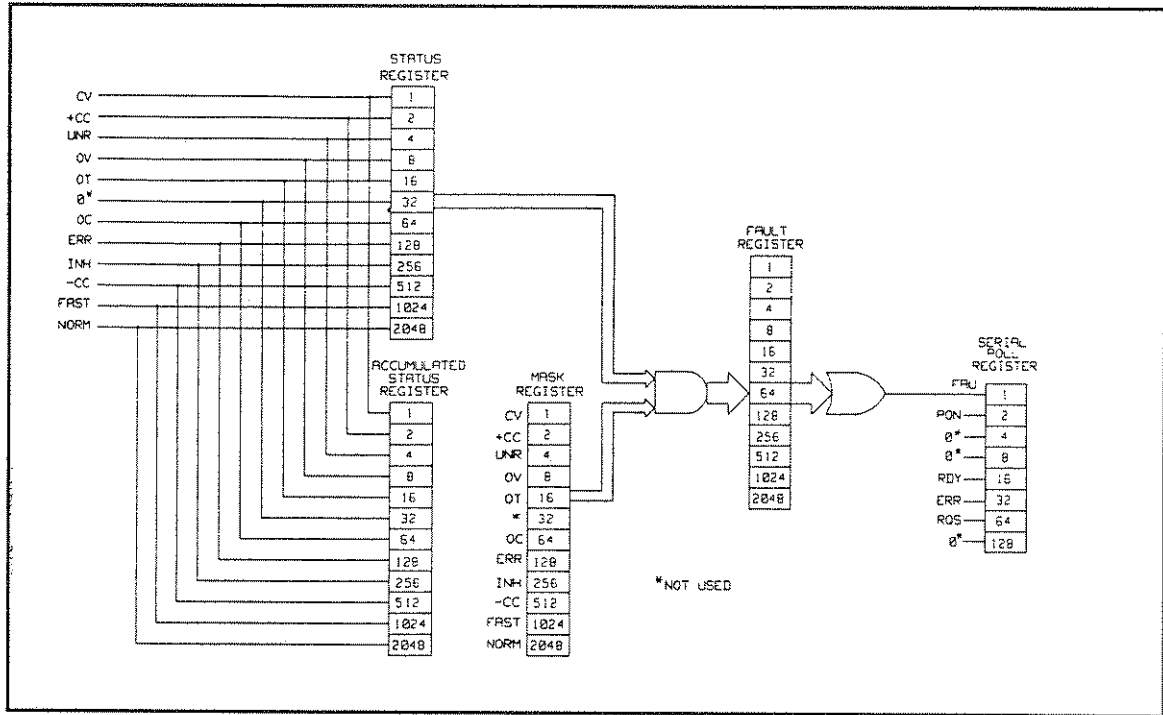 STATUS
REGISTER
CV
+CC
UNR
OV
OT
0*
OC
ERR
INH
-CC
FAST
NORM
1
2
4
8
16
32
64
128
256
512
1024
2048
ACCUMULATED
STATUS
REGISTER
1
2
4
8
16
32
64
128
256
512
1024
2048
MASK
REGISTER
CV 1
+CC 2
UNR 4
OV 8
OT 16
* 32
OC 64
ERR 128
INH 256
-CC 512
FAST 1024
NORM 2048
FAULT
REGISTER
1
2
4
8
16
32
64
128
256
512
1024
2048
*NOT USED
SERIAL
POLL
REGISTER
FAU 1
PON 2
0* 4
0* 8
RDY 16
ERR 32
RQS 64
0* 128